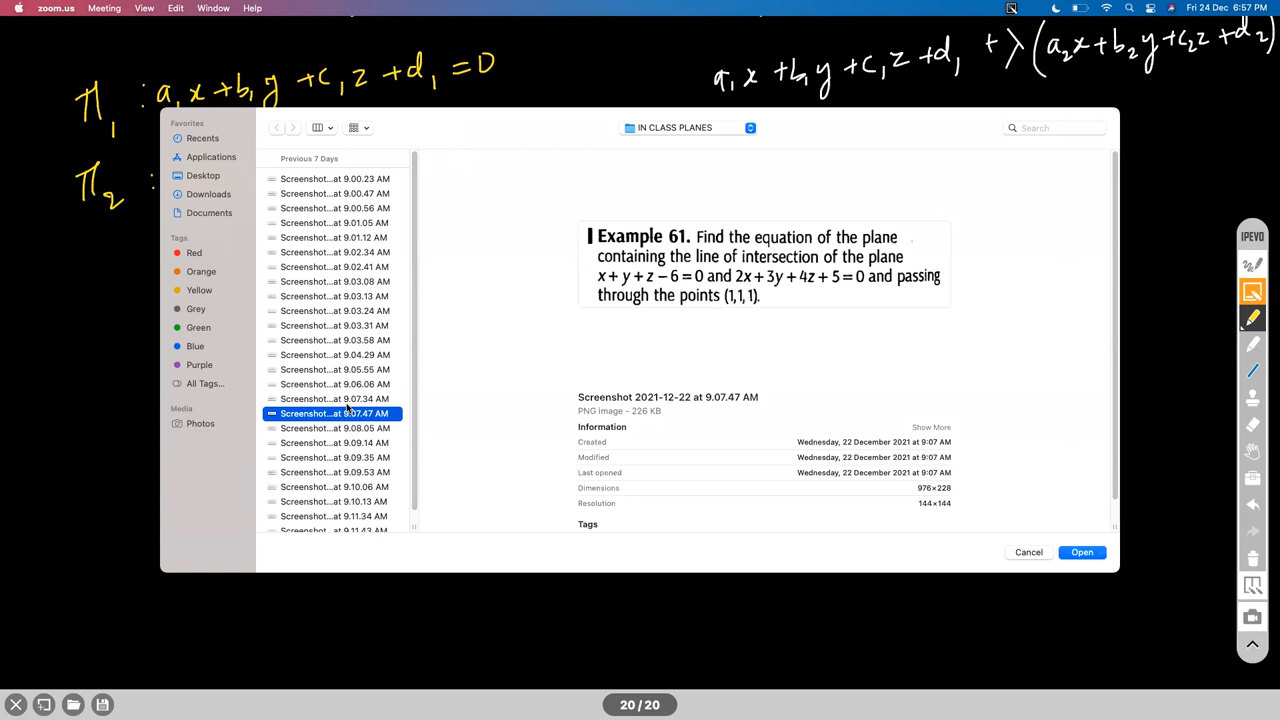 zoom.us Meeting View Edit Window Help
Fri 24 Dec 6:57 PM
π₁ : a₁x + b₁y + c₁z + d₁ = 0
a₁x + b₁y + c₁z + d₁ + λ(a₂x + b₂y + c₂z + d₂)
π₂ :
Favorites
Recents
Applications
Desktop
Downloads
Documents
Tags
Red
Orange
Yellow
Grey
Green
Blue
Purple
All Tags...
Media
Photos
IN CLASS PLANES
Search
Previous 7 Days
Screenshot...at 9.00.23 AM
Screenshot...at 9.00.47 AM
Screenshot...at 9.00.56 AM
Screenshot...at 9.01.05 AM
Screenshot...at 9.01.12 AM
Screenshot...at 9.02.34 AM
Screenshot...at 9.02.41 AM
Screenshot...at 9.03.08 AM
Screenshot...at 9.03.13 AM
Screenshot...at 9.03.24 AM
Screenshot...at 9.03.31 AM
Screenshot...at 9.03.58 AM
Screenshot...at 9.04.29 AM
Screenshot...at 9.05.55 AM
Screenshot...at 9.06.06 AM
Screenshot...at 9.07.34 AM
Screenshot...at 9.07.47 AM
Screenshot...at 9.08.05 AM
Screenshot...at 9.09.14 AM
Screenshot...at 9.09.35 AM
Screenshot...at 9.09.53 AM
Screenshot...at 9.10.06 AM
Screenshot...at 9.10.13 AM
Screenshot...at 9.11.34 AM
Screenshot...at 9.11.43 AM
Example 61. Find the equation of the plane
containing the line of intersection of the plane
x + y + z − 6 = 0 and 2x + 3y + 4z + 5 = 0 and passing
through the points (1,1,1).
Screenshot 2021-12-22 at 9.07.47 AM
PNG image - 226 KB
Information Show More
Created Wednesday, 22 December 2021 at 9:07 AM
Modified Wednesday, 22 December 2021 at 9:07 AM
Last opened Wednesday, 22 December 2021 at 9:07 AM
Dimensions 976×228
Resolution 144×144
Tags
Cancel Open
IPEVO
20 / 20